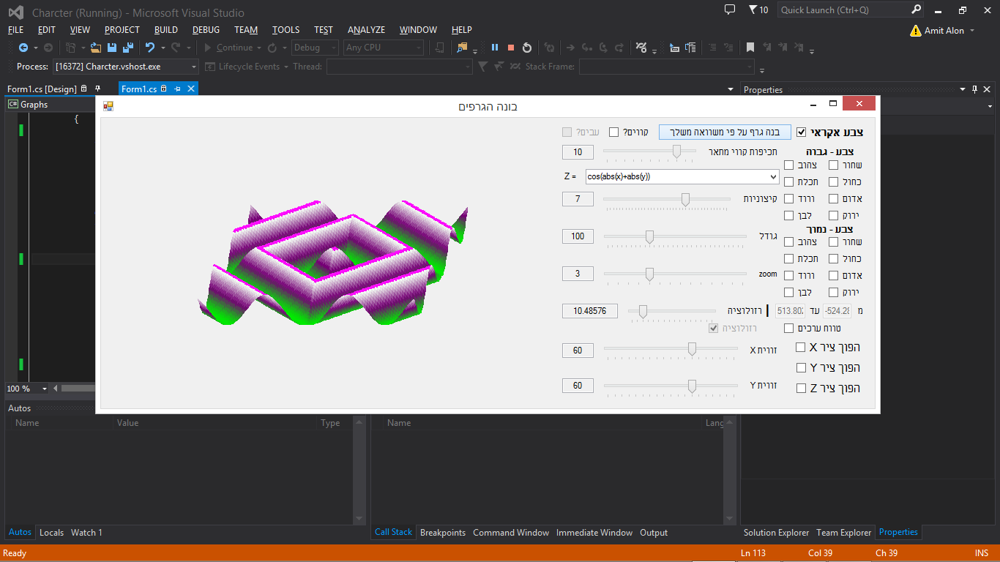 Charcter (Running) - Microsoft Visual Studio
10
Quick Launch (Ctrl+Q)
FILE EDIT VIEW PROJECT BUILD DEBUG TEAM TOOLS TEST ANALYZE WINDOW HELP
Amit Alon
Continue Debug Any CPU
Process: [16372] Charcter.vshost.exe Lifecycle Events Thread: Stack Frame:
Form1.cs [Design] Form1.cs
Properties
C# Graphs
{
בונה הגרפים
צבע אקראי
בנה גרף על פי משוואה משלך
קווים?
עבים?
תכיפות קווי מתאר
10
צבע - גברה
שחור צהוב
כחול תכלת
אדום ורוד
ירוק לבן
Z = cos(abs(x)+abs(y))
קיצוניות
7
צבע - נמוך
שחור צהוב
כחול תכלת
אדום ורוד
ירוק לבן
גודל
100
zoom
3
מ -524.28 עד 513.802
רזולוציה
10.48576
טווח ערכים
רזולוציה
הפוך ציר X
הפוך ציר Y
הפוך ציר Z
זווית X
60
זווית Y
60
100 %
Autos
Name Value Type
Name Lang
Autos Locals Watch 1
Call Stack Breakpoints Command Window Immediate Window Output
Solution Explorer Team Explorer Properties
Ready
Ln 113 Col 39 Ch 39 INS